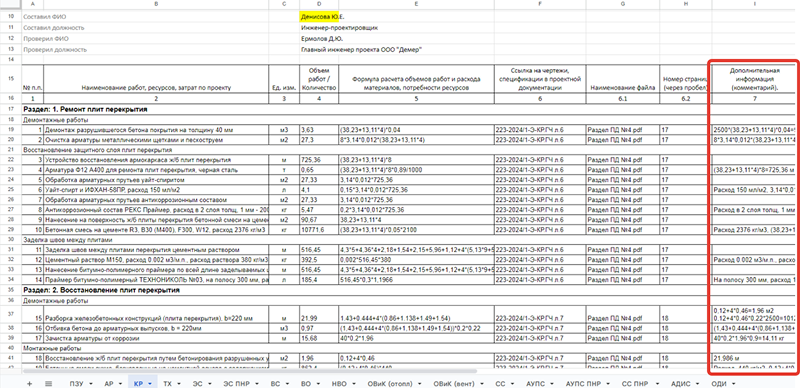 A B C D E F G H I
10 Составил ФИО Денисова Ю.Е.
11 Составил должность Инженер-проектировщик
12 Проверил ФИО Ермолов Д.Ю.
13 Проверил должность Главный инженер проекта ООО "Демер"
14
15 № п.п. Наименование работ, ресурсов, затрат по проекту Ед. изм. Объем работ / Количество Формула расчета объемов работ и расхода материалов, потребности ресурсов Ссылка на чертежи, спецификации в проектной документации Наименование файла Номер страниц (через пробел) Дополнительная информация (комментарий).
16 1 2 3 4 5 6 6.1 6.2 7
17 Раздел: 1. Ремонт плит перекрытия
18 Демонтажные работы
19 1 Демонтаж разрушившегося бетона покрытия на толщину 40 мм м3 3,63 (38.23+13,11*4)*0.04 223-2024/1-Э-КРГЧ л.6 Раздел ПД №4 pdf 17 2500*(38.23+13,11*4)*0,04=
20 2 Очистка арматуры металлическими щетками и пескоструем м2 27,3 8*3.14*0.012*(38.23+13,11*4) 223-2024/1-Э-КРГЧ л.6 Раздел ПД №4 pdf 17 8*3.14*0.012*(38.23+13,11
21 Восстановление защитного слоя плит перекрытия
22 3 Устройство восстановления армокаркаса ж/б плит перекрытия м 725,36 (38.23+13,11*4)*8 223-2024/1-Э-КРГЧ л.6 Раздел ПД №4 pdf 17
23 4 Арматура Ф12 А400 для ремонта плит перекрытия, черная сталь т 0,65 (38.23+13,11*4)*8*0,89/1000 223-2024/1-Э-КРГЧ л.6 Раздел ПД №4 pdf 17 (38.23+13,11*4)*8=725,36 м
24 5 Обработка арматурных прутьев уайт-спиритом м2 27.33 3,14*0,012*725,36 223-2024/1-Э-КРГЧ л.6 Раздел ПД №4 pdf 17
25 6 Уайт-спирт и ИФХАН-58ПР, расход 150 мл/м2 л 4,1 0,15*3,14*0,012*725,36 223-2024/1-Э-КРГЧ л.6 Раздел ПД №4 pdf 17 Расход 150 мл/м2, 3,14*0,0
26 7 Обработка арматурных прутьев антикоррозионным составом м2 27.33 3,14*0,012*725,36 223-2024/1-Э-КРГЧ л.6 Раздел ПД №4 pdf 17
27 8 Антикоррозионный состав РЕКС Праймер, расход в 2 слоя толщ. 1 мм - 200 кг 5,47 0,2*3,14*0,012*725,36 223-2024/1-Э-КРГЧ л.6 Раздел ПД №4 pdf 17 Расход в 2 слоя толщ. 1 мм
28 9 Нанесение на поверхность ж/б плиты перекрытия бетонной смеси на цемен м2 90,67 38,23+13,11*4 223-2024/1-Э-КРГЧ л.6 Раздел ПД №4 pdf 17
29 10 Бетонная смесь на цементе R3, B30 (М400), F300, W12, расход 2376 кг/м3 кг 10771.6 (38,23+13,11*4)*0.05*2100 223-2024/1-Э-КРГЧ л.6 Раздел ПД №4 pdf 17 Расход 2376 кг/м3, (38,23+
30 Заделка швов между плитами
31 11 Заделка швов между плитами перекрытия цементным раствором м 516,45 4,3*5+4,36*4+2,18+1,54+2,15+5,96+1,12+4*(5,13*9+5 223-2024/1-Э-КРГЧ л.6 Раздел ПД №4 pdf 17
32 12 Цементный раствор М150, расход 0.002 м3/м.п., расход раствора 380 кг/м3 кг 392,5 0,002*516,45*380 223-2024/1-Э-КРГЧ л.6 Раздел ПД №4 pdf 17 Расход 0.002 м3/м.п., расхо
33 13 Нанесение битумно-полимерного праймера по всей длине заделываемых ш м 516,45 4,3*5+4,36*4+2,18+1,54+2,15+5,96+1,12+4*(5,13*9+5 223-2024/1-Э-КРГЧ л.6 Раздел ПД №4 pdf 17
34 14 Праймер битумно-полимерный ТЕХНОНИКОЛЬ №03, на полосу 300 мм, ра л 185,4 516,45*0.3*1,1966 223-2024/1-Э-КРГЧ л.6 Раздел ПД №4 pdf 17 На полосу 300 мм, расход
35 Раздел: 2. Восстановление плит перекрытия
36 Демонтажные работы
37 15 Разборка железобетонных конструкций (плита перекрытия), b=220 мм м 21.99 1.43+0.444+4*(0.86+1,138+1.49+1.54) 223-2024/1-Э-КРГЧ л.7 Раздел ПД №4 pdf 18 0,12+4*0.46=1,96 м2
0,12+4*0.46*0.22*2500=1012
38 16 Отбивка бетона до арматурных выпусков, b = 220мм м3 0,97 (1,43+0,444+4*(0.86+1,138+1.49+1.54))*0.2*0.22 223-2024/1-Э-КРГЧ л.7 Раздел ПД №4 pdf 18 (1,43+0,444+4*(0.86+1,138
39 17 Зачистка арматуры от коррозии м 15.68 40*0.2*1,96 223-2024/1-Э-КРГЧ л.7 Раздел ПД №4 pdf 18 40*0.2*1,96*0,9=14,11 кг
40 Монтажные работы
41 18 Восстановление ж/б плит перекрытия путем бетонирования разрушенных у м2 1,96 0,12+4*0,46 223-2024/1-Э-КРГЧ л.7 Раздел ПД №4 pdf 18 21.986 м
ПЗУ АР КР ТХ ЭС ЭС ПНР ВС ВО НВО ОВиК (отопл) ОВиК (вент) СС АУПС АУПС ПНР СС ПНР АДИС ОДИ